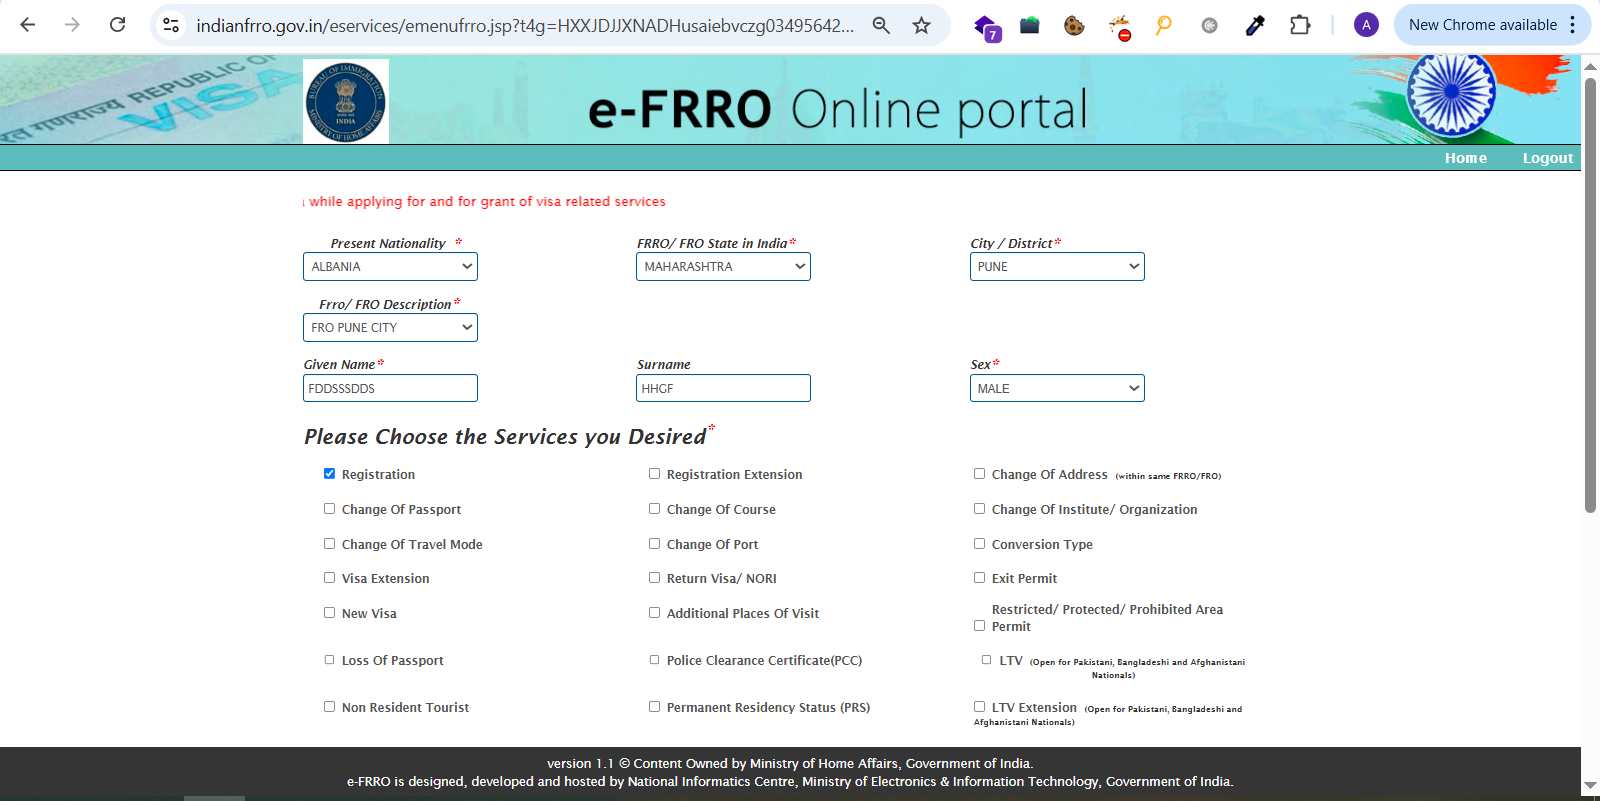 indianfrro.gov.in/eservices/emenufrro.jsp?t4g=HXXJDJJXNADHusaiebvczg03495642...
7
A
New Chrome available
REPUBLIC OF
VISA
BUREAU OF IMMIGRATION
INDIA
MINISTRY OF HOME AFFAIRS
e-FRRO Online portal
Home Logout
while applying for and for grant of visa related services
Present Nationality * FRRO/ FRO State in India* City / District*
ALBANIA MAHARASHTRA PUNE
Frro/ FRO Description*
FRO PUNE CITY
Given Name* Surname Sex*
FDDSSSDDS HHGF MALE
Please Choose the Services you Desired*
Registration Registration Extension Change Of Address (within same FRRO/FRO)
Change Of Passport Change Of Course Change Of Institute/ Organization
Change Of Travel Mode Change Of Port Conversion Type
Visa Extension Return Visa/ NORI Exit Permit
New Visa Additional Places Of Visit Restricted/ Protected/ Prohibited Area
Permit
Loss Of Passport Police Clearance Certificate(PCC) LTV (Open for Pakistani, Bangladeshi and Afghanistani
Nationals)
Non Resident Tourist Permanent Residency Status (PRS) LTV Extension (Open for Pakistani, Bangladeshi and
Afghanistani Nationals)
version 1.1 © Content Owned by Ministry of Home Affairs, Government of India.
e-FRRO is designed, developed and hosted by National Informatics Centre, Ministry of Electronics & Information Technology, Government of India.